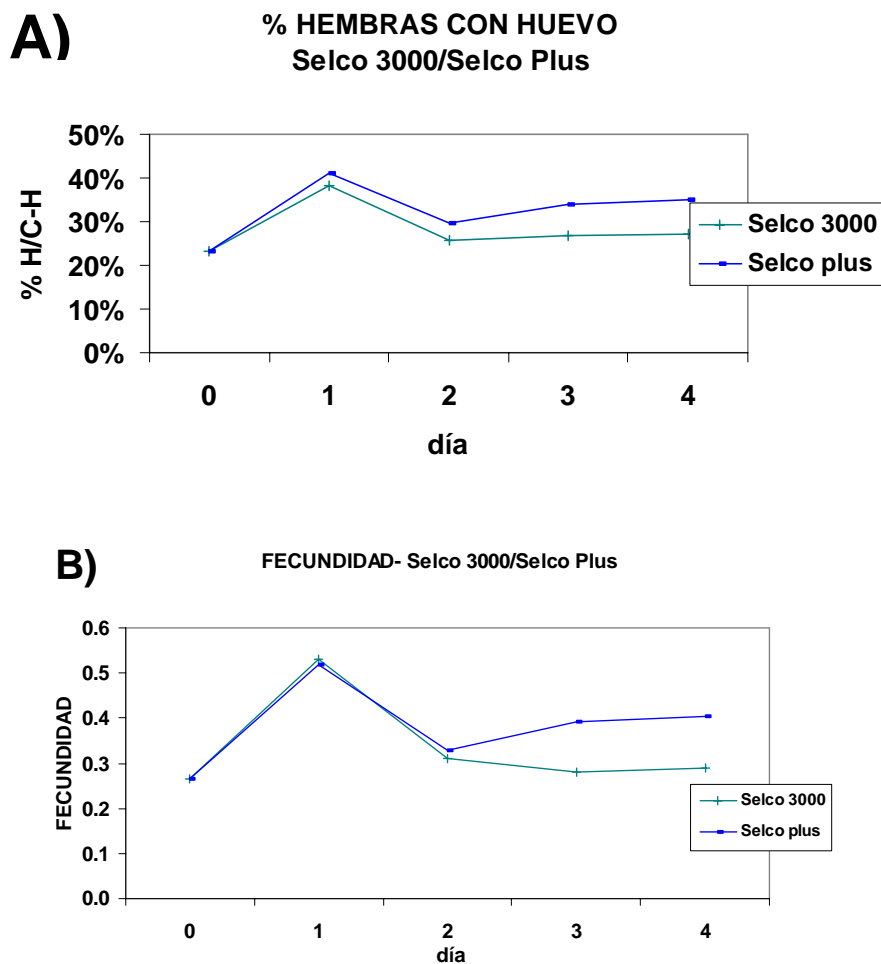 A)
% HEMBRAS CON HUEVO
Selco 3000/Selco Plus
50%
40%
30%
20%
10%
0%
% H/C-H
Selco 3000
Selco plus
0 1 2 3 4
día
B)
FECUNDIDAD- Selco 3000/Selco Plus
0.6
0.5
0.4
0.3
0.2
0.1
0.0
FECUNDIDAD
Selco 3000
Selco plus
0 1 2 3 4
día